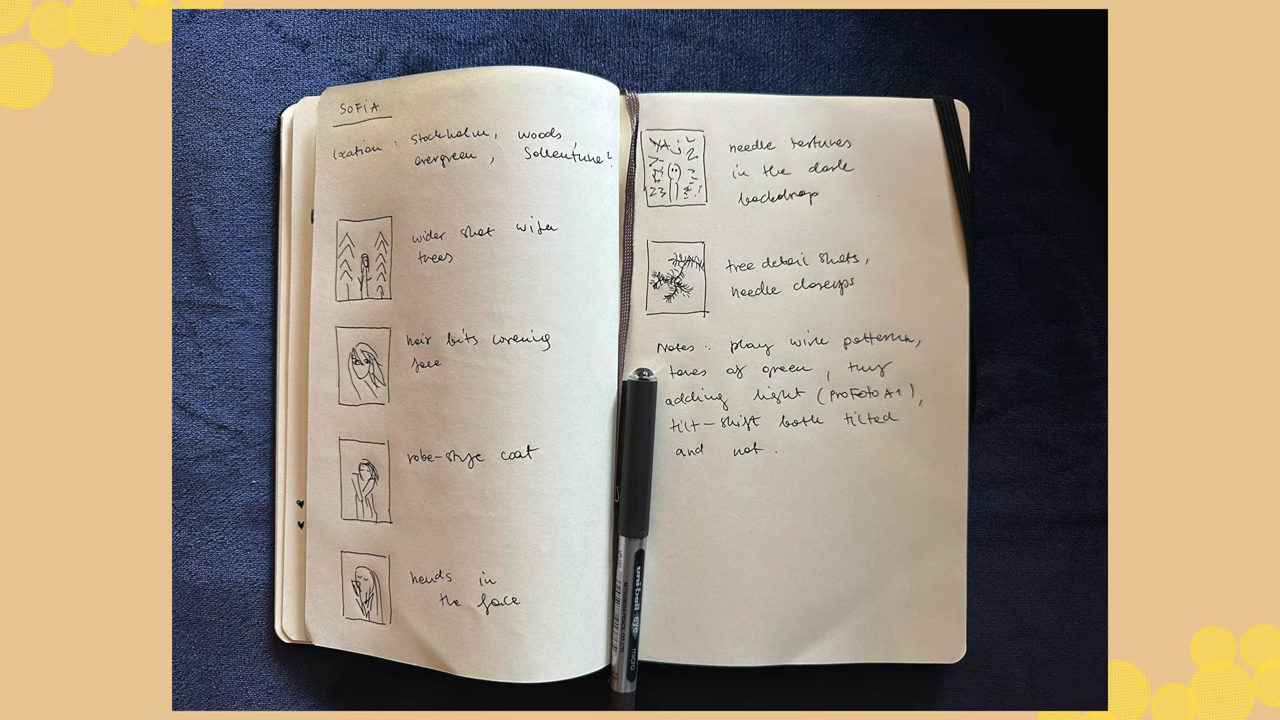 SOFiA
Location : Stockholm, woods
evergreen, Sollentuna?
wider shot with
trees
hair bits covering
face
robe-style coat
hands in
the face
needle textures
in the dark
backdrop
tree detail shots,
needle closeups
Notes : play with patterns,
tones of green, try
adding light (ProFoto A1),
tilt-shift both tilted
and not.
uniball eye
micro